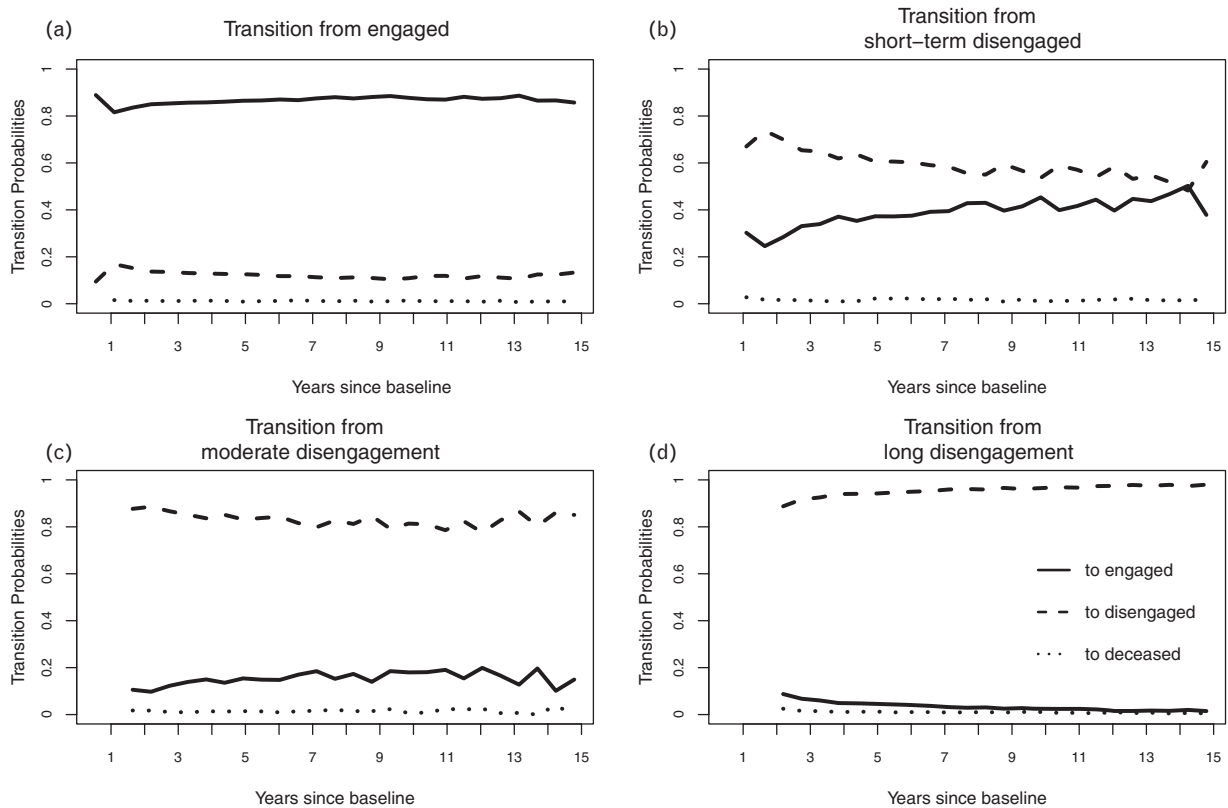 (a)
Transition from engaged
Transition Probabilities
1
0.8
0.6
0.4
0.2
0
1 3 5 7 9 11 13 15
Years since baseline
(b)
Transition from
short−term disengaged
Transition Probabilities
1
0.8
0.6
0.4
0.2
0
1 3 5 7 9 11 13 15
Years since baseline
(c)
Transition from
moderate disengagement
Transition Probabilities
1
0.8
0.6
0.4
0.2
0
1 3 5 7 9 11 13 15
Years since baseline
(d)
Transition from
long disengagement
Transition Probabilities
1
0.8
0.6
0.4
0.2
0
to engaged
to disengaged
to deceased
1 3 5 7 9 11 13 15
Years since baseline